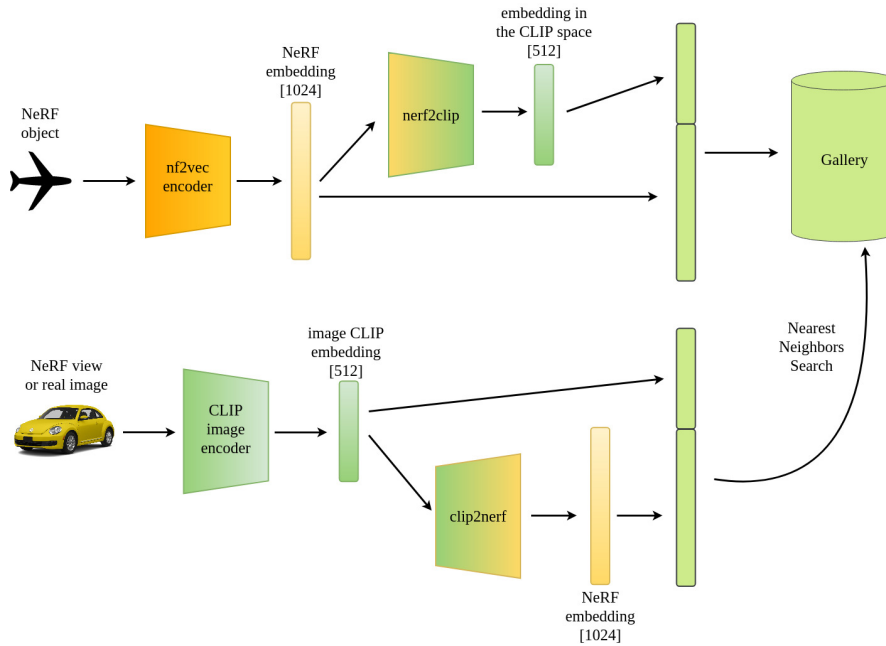 NeRF
object
nf2vec
encoder
NeRF
embedding
[1024]
nerf2clip
embedding in
the CLIP space
[512]
Gallery
NeRF view
or real image
CLIP
image
encoder
image CLIP
embedding
[512]
clip2nerf
NeRF
embedding
[1024]
Nearest
Neighbors
Search